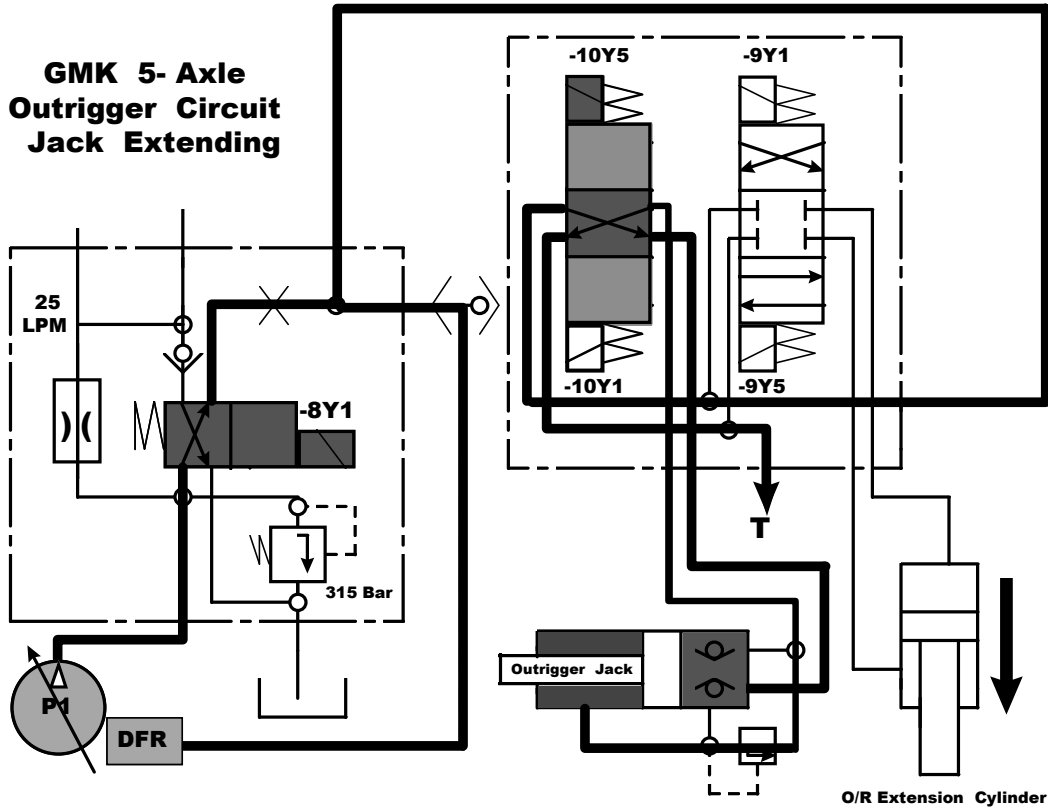 GMK 5- Axle
Outrigger Circuit
Jack Extending
-10Y5
-9Y1
25
LPM
-8Y1
-10Y1
-9Y5
T
315 Bar
Outrigger Jack
P1
DFR
O/R Extension Cylinder